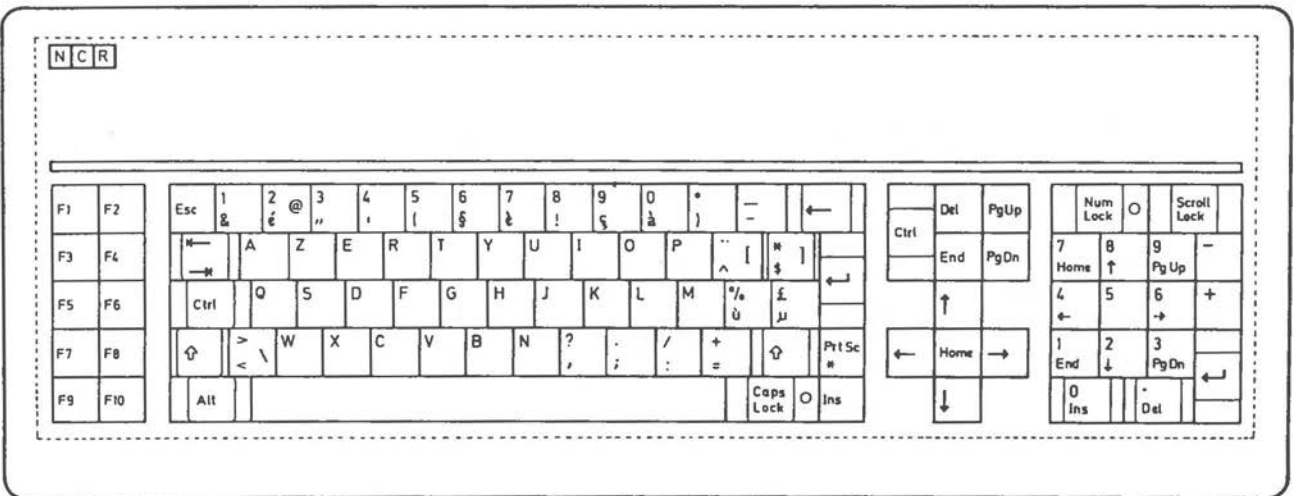 NCR
F1 F2 Esc 1 & 2 é @ 3 „ 4 ' 5 ( 6 § 7 è 8 ! 9 ç 0 à ° ) _ - ← Ctrl Del PgUp Num Lock Scroll Lock
F3 F4 A Z E R T Y U I O P ¨ ^ [ * $ ] ↵ End PgDn 7 Home 8 ↑ 9 Pg Up −
F5 F6 Ctrl Q S D F G H J K L M % ù £ µ ↑ 4 ← 5 6 → +
F7 F8 ⇧ > < \ W X C V B N ? , . ; / : + = ⇧ PrtSc * ← Home → 1 End 2 ↓ 3 PgDn ↵
F9 F10 Alt Caps Lock Ins ↓ 0 Ins . Del